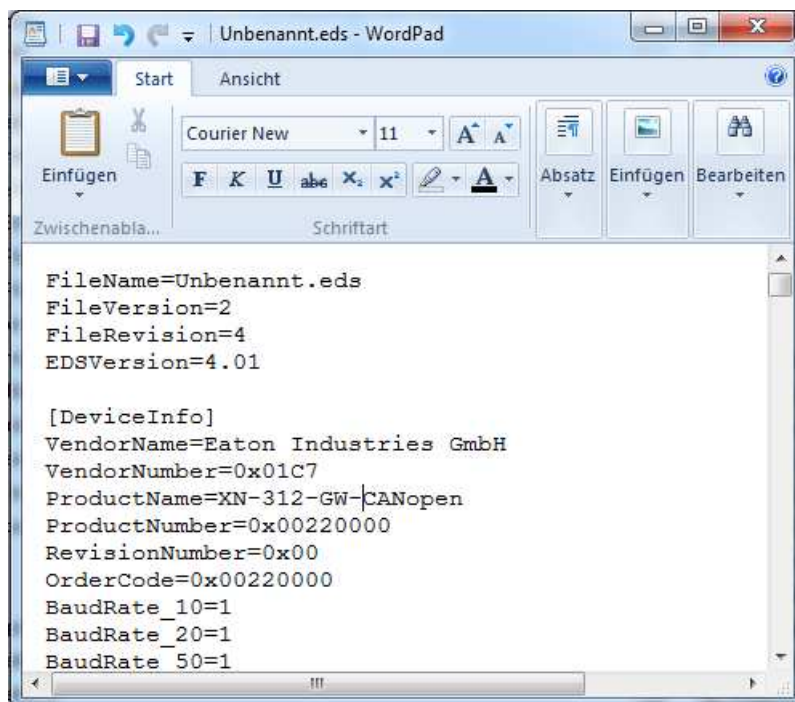 Unbenannt.eds - WordPad
Start Ansicht
Einfügen
Courier New 11 A A
F K U abc X₂ X² A
Absatz Einfügen Bearbeiten
Zwischenabla... Schriftart
FileName=Unbenannt.eds
FileVersion=2
FileRevision=4
EDSVersion=4.01
[DeviceInfo]
VendorName=Eaton Industries GmbH
VendorNumber=0x01C7
ProductName=XN-312-GW-CANopen
ProductNumber=0x00220000
RevisionNumber=0x00
OrderCode=0x00220000
BaudRate_10=1
BaudRate_20=1
BaudRate_50=1